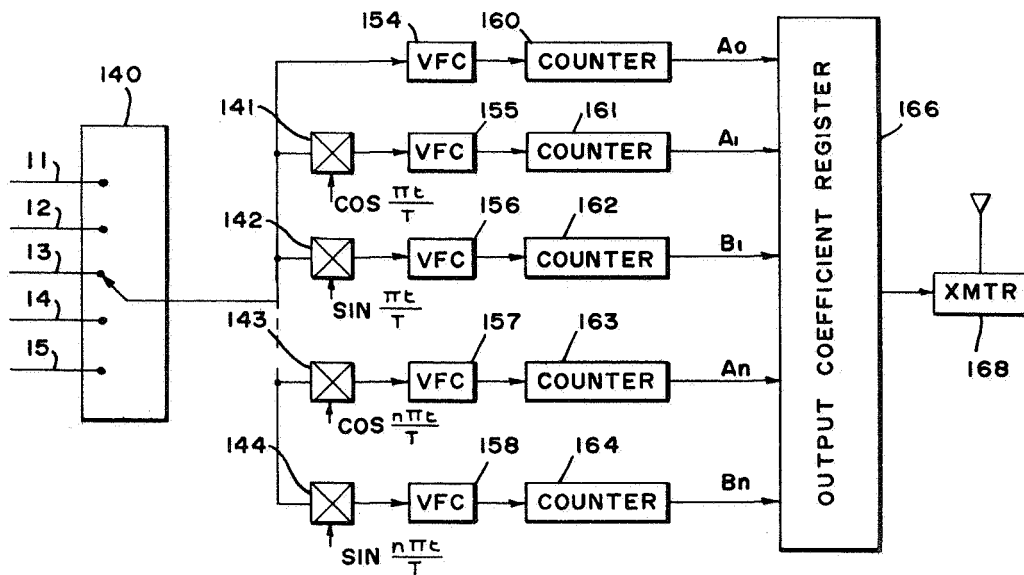 154
160
140
VFC
COUNTER
Ao
141
155
161
166
11
VFC
COUNTER
A1
COS πt/T
12
142
156
162
13
VFC
COUNTER
B1
SIN πt/T
14
143
157
163
15
VFC
COUNTER
An
COS nπt/T
144
158
164
VFC
COUNTER
Bn
SIN nπt/T
OUTPUT COEFFICIENT REGISTER
XMTR
168